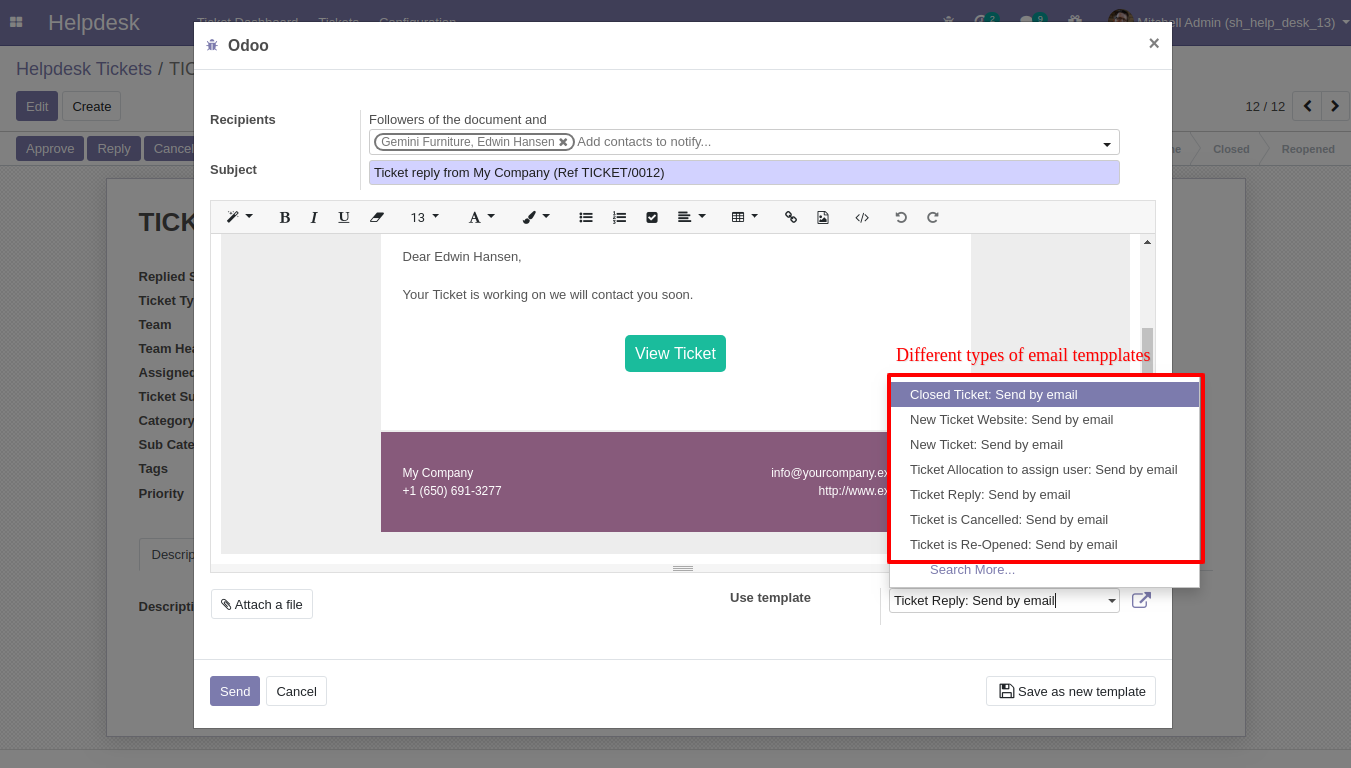 Helpdesk
Ticket Dashboard Tickets Configuration
2 9 Mitchell Admin (sh_help_desk_13)
Odoo ×
Helpdesk Tickets / TIC
Edit Create
12 / 12
Approve Reply Cancel
Closed Reopened
Recipients
Followers of the document and
Gemini Furniture, Edwin Hansen Add contacts to notify...
Subject
Ticket reply from My Company (Ref TICKET/0012)
B I U 13 A </>
TICK
Replied S
Ticket Ty
Team
Team Hea
Assigned
Ticket Su
Category
Sub Cate
Tags
Priority
Descrip
Descripti
Dear Edwin Hansen,
Your Ticket is working on we will contact you soon.
View Ticket
My Company
+1 (650) 691-3277
info@yourcompany.ex
http://www.ex
Different types of email tempplates
Closed Ticket: Send by email
New Ticket Website: Send by email
New Ticket: Send by email
Ticket Allocation to assign user: Send by email
Ticket Reply: Send by email
Ticket is Cancelled: Send by email
Ticket is Re-Opened: Send by email
Search More...
Attach a file
Use template
Ticket Reply: Send by email
Send Cancel
Save as new template